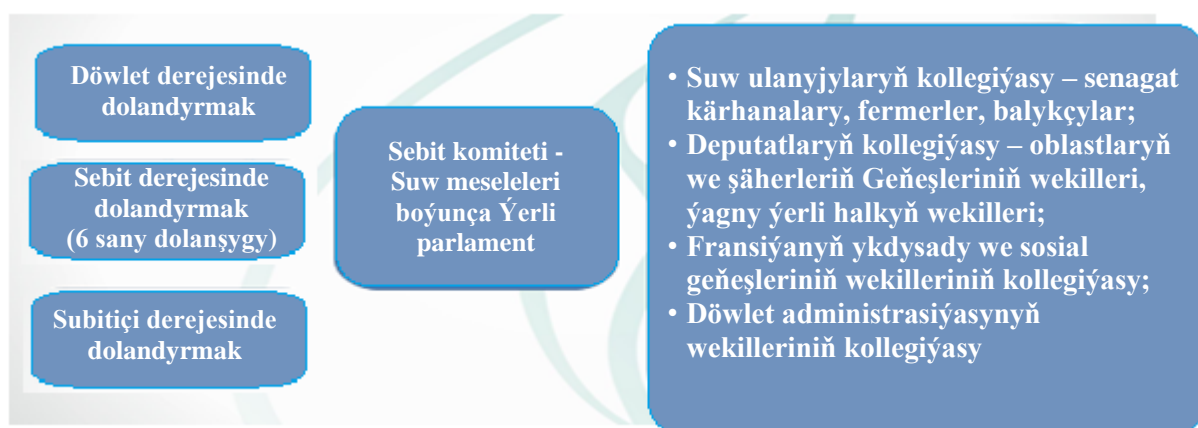 Döwlet derejesinde
dolandyrmak
Sebit derejesinde
dolandyrmak
(6 sany dolanşygy)
Subitiçi derejesinde
dolandyrmak
Sebit komiteti -
Suw meseleleri
boýunça Ýerli
parlament
• Suw ulanyjylaryň kollegiýasy – senagat
kärhanalary, fermerler, balykçylar;
• Deputatlaryň kollegiýasy – oblastlaryň
we şäherleriň Geňeşleriniň wekilleri,
ýagny ýerli halkyň wekilleri;
• Fransiýanyň ykdysady we sosial
geňeşleriniň wekilleriniň kollegiýasy;
• Döwlet administrasiýasynyň
wekilleriniň kollegiýasy